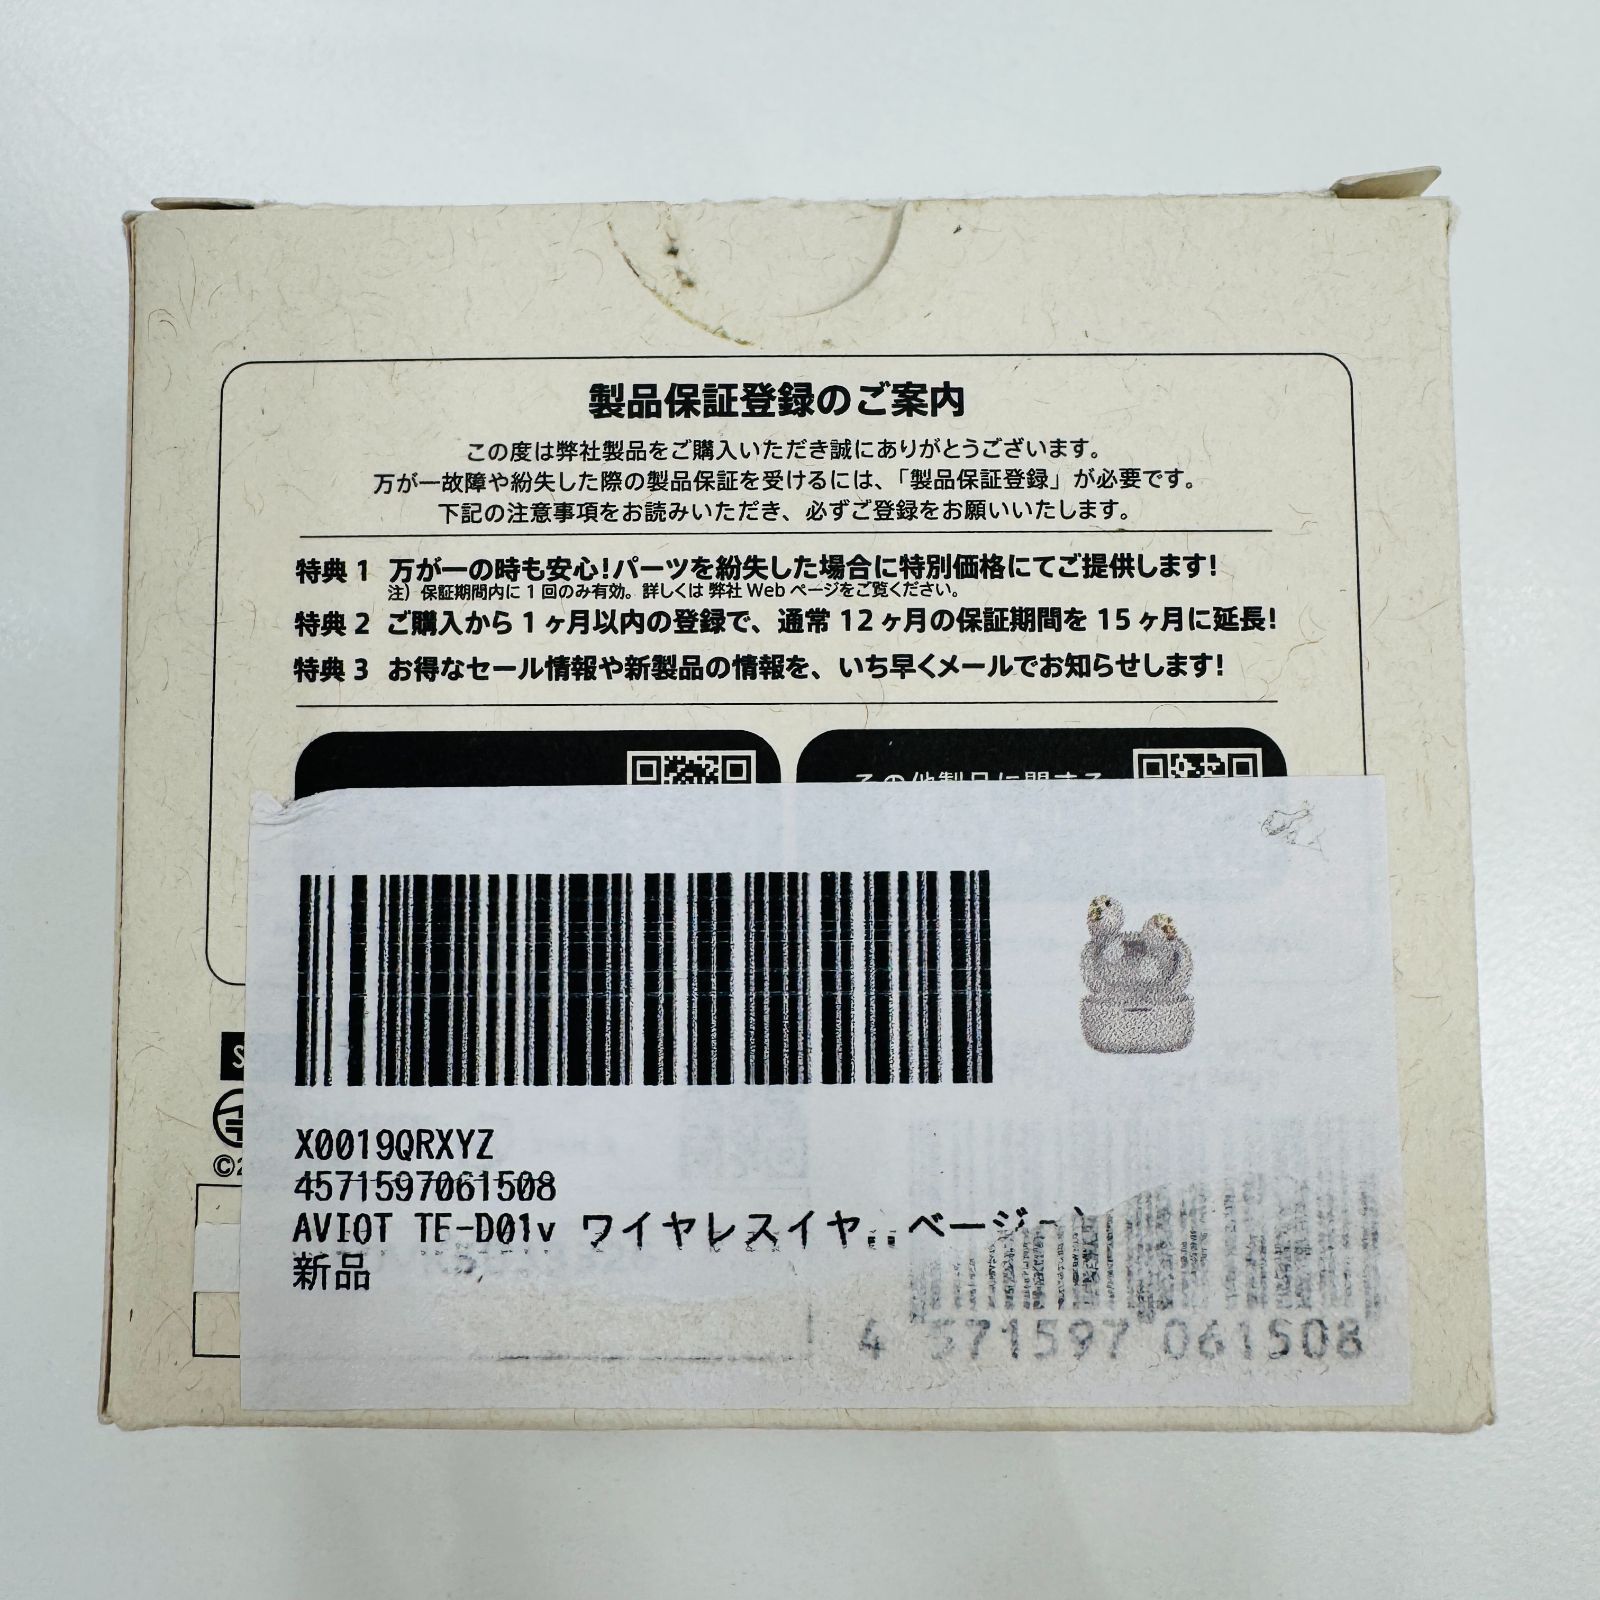 製品保証登録のご案内
この度は弊社製品をご購入いただき誠にありがとうございます。
万が一故障や紛失した際の製品保証を受けるには、「製品保証登録」が必要です。
下記の注意事項をお読みいただき、必ずご登録をお願いいたします。
特典 1 万が一の時も安心!パーツを紛失した場合に特別価格にてご提供します!
注）保証期間内に 1 回のみ有効。詳しくは 弊社 Web ページをご覧ください。
特典 2 ご購入から 1 ヶ月以内の登録で、通常 12 ヶ月の保証期間を 15 ヶ月に延長!
特典 3 お得なセール情報や新製品の情報を、いち早くメールでお知らせします!
その他製品に関する
X0019QRXYZ
4571597061508
AVIOT TE-D01v ワイヤレスイヤ..ベージ
新品
4 571597 061508